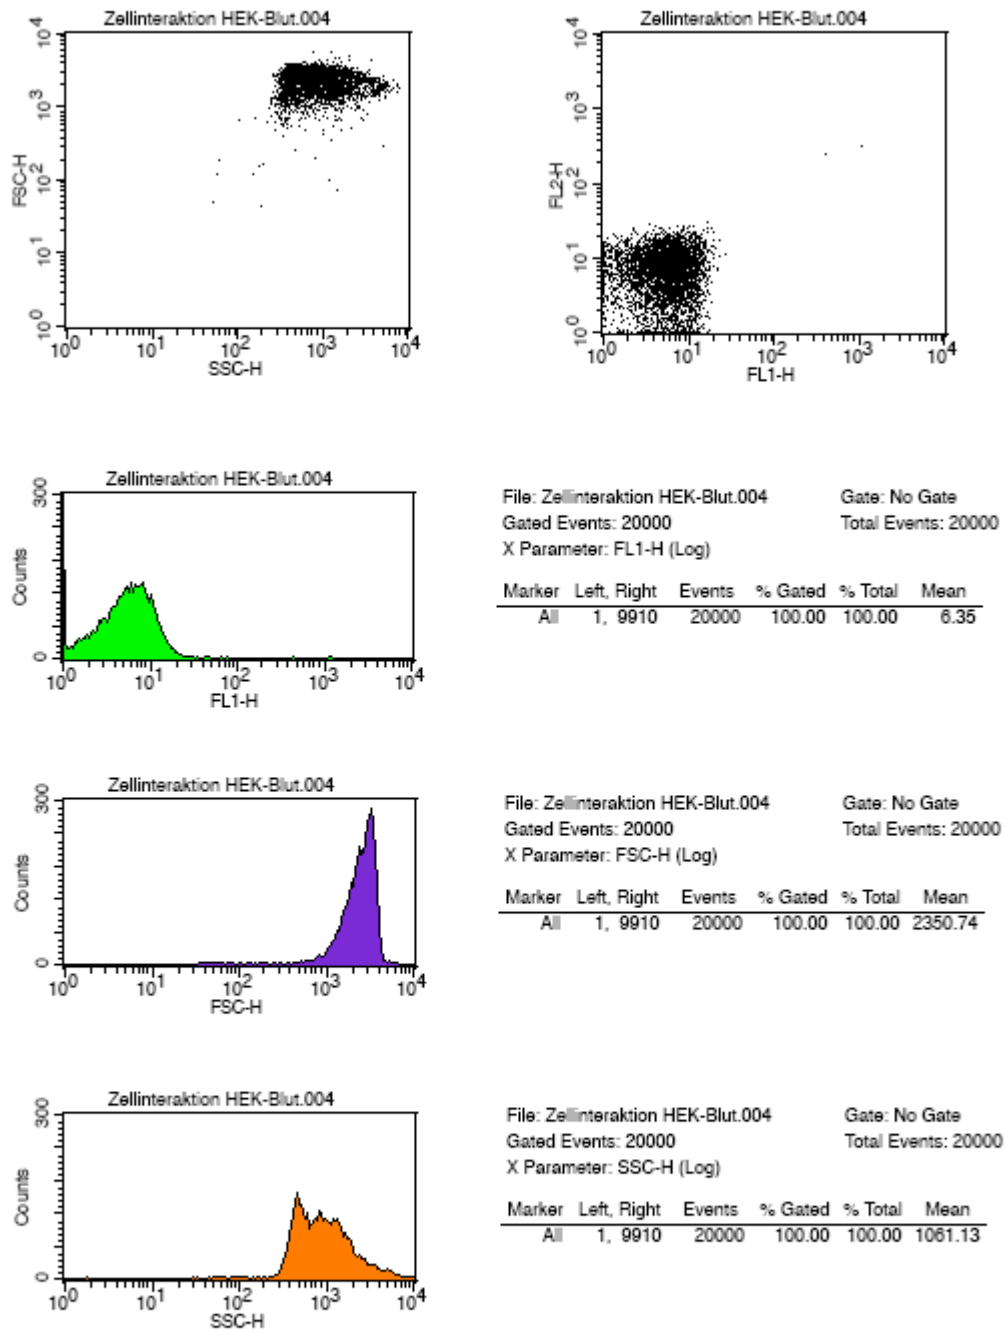 Zellinteraktion HEK-Blut.004
10^4
10^3
10^2
10^1
10^0
FSC-H
10^0 10^1 10^2 10^3 10^4
SSC-H
Zellinteraktion HEK-Blut.004
10^4
10^3
10^2
10^1
10^0
FL2-H
10^0 10^1 10^2 10^3 10^4
FL1-H
Zellinteraktion HEK-Blut.004
300
Counts
0
10^0 10^1 10^2 10^3 10^4
FL1-H
File: Zellinteraktion HEK-Blut.004 Gate: No Gate
Gated Events: 20000 Total Events: 20000
X Parameter: FL1-H (Log)
Marker Left, Right Events % Gated % Total Mean
All 1, 9910 20000 100.00 100.00 6.35
Zellinteraktion HEK-Blut.004
300
Counts
0
10^0 10^1 10^2 10^3 10^4
FSC-H
File: Zellinteraktion HEK-Blut.004 Gate: No Gate
Gated Events: 20000 Total Events: 20000
X Parameter: FSC-H (Log)
Marker Left, Right Events % Gated % Total Mean
All 1, 9910 20000 100.00 100.00 2350.74
Zellinteraktion HEK-Blut.004
300
Counts
0
10^0 10^1 10^2 10^3 10^4
SSC-H
File: Zellinteraktion HEK-Blut.004 Gate: No Gate
Gated Events: 20000 Total Events: 20000
X Parameter: SSC-H (Log)
Marker Left, Right Events % Gated % Total Mean
All 1, 9910 20000 100.00 100.00 1061.13